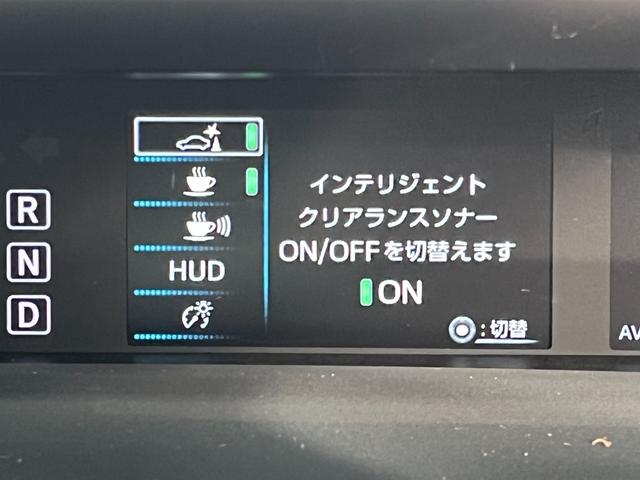 R
N
D
HUD
インテリジェント
クリアランスソナー
ON/OFFを切替えます
ON
:切替
AV